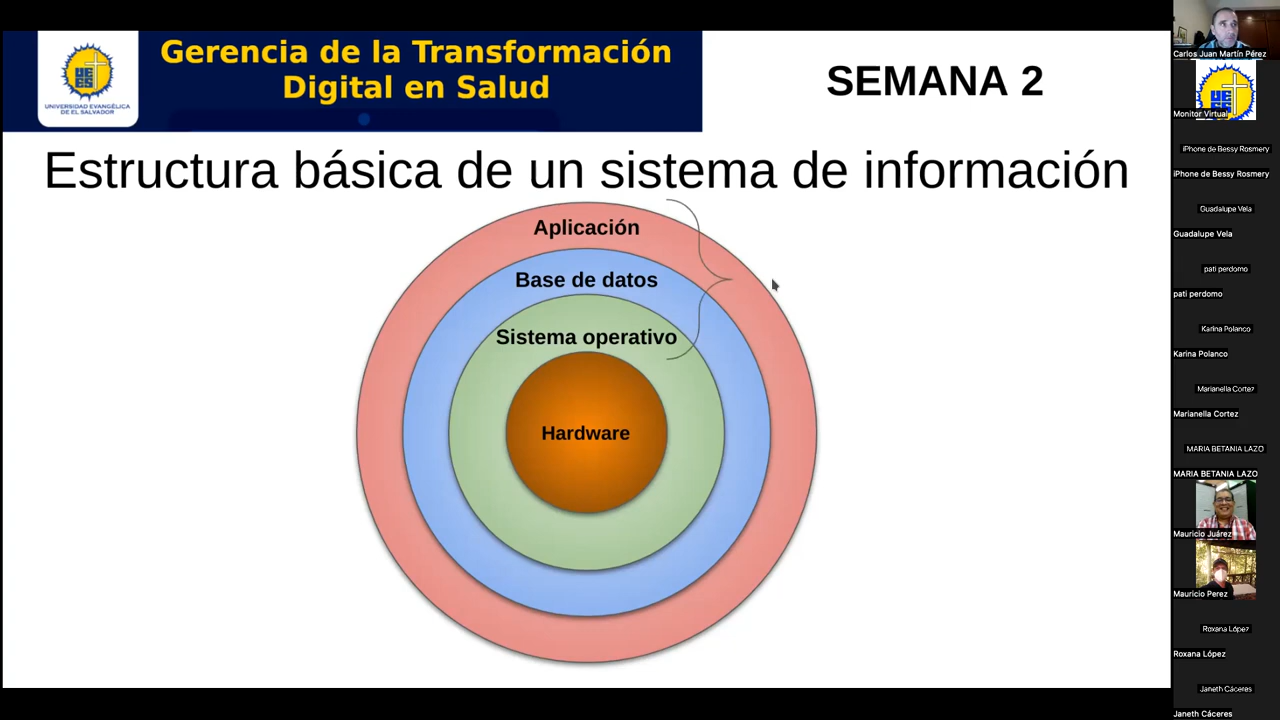 Gerencia de la Transformación
Digital en Salud
SEMANA 2
UNIVERSIDAD EVANGÉLICA
DE EL SALVADOR
Estructura básica de un sistema de información
Aplicación
Base de datos
Sistema operativo
Hardware
Carlos Juan Martín Pérez
Monitor Virtual
iPhone de Bessy Rosmery
iPhone de Bessy Rosmery
Guadalupe Vela
Guadalupe Vela
pati perdomo
pati perdomo
Karina Polanco
Karina Polanco
Marianella Cortez
Marianella Cortez
MARIA BETANIA LAZO
MARIA BETANIA LAZO
Mauricio Juárez
Mauricio Perez
Roxana López
Roxana López
Janeth Cáceres
Janeth Cáceres